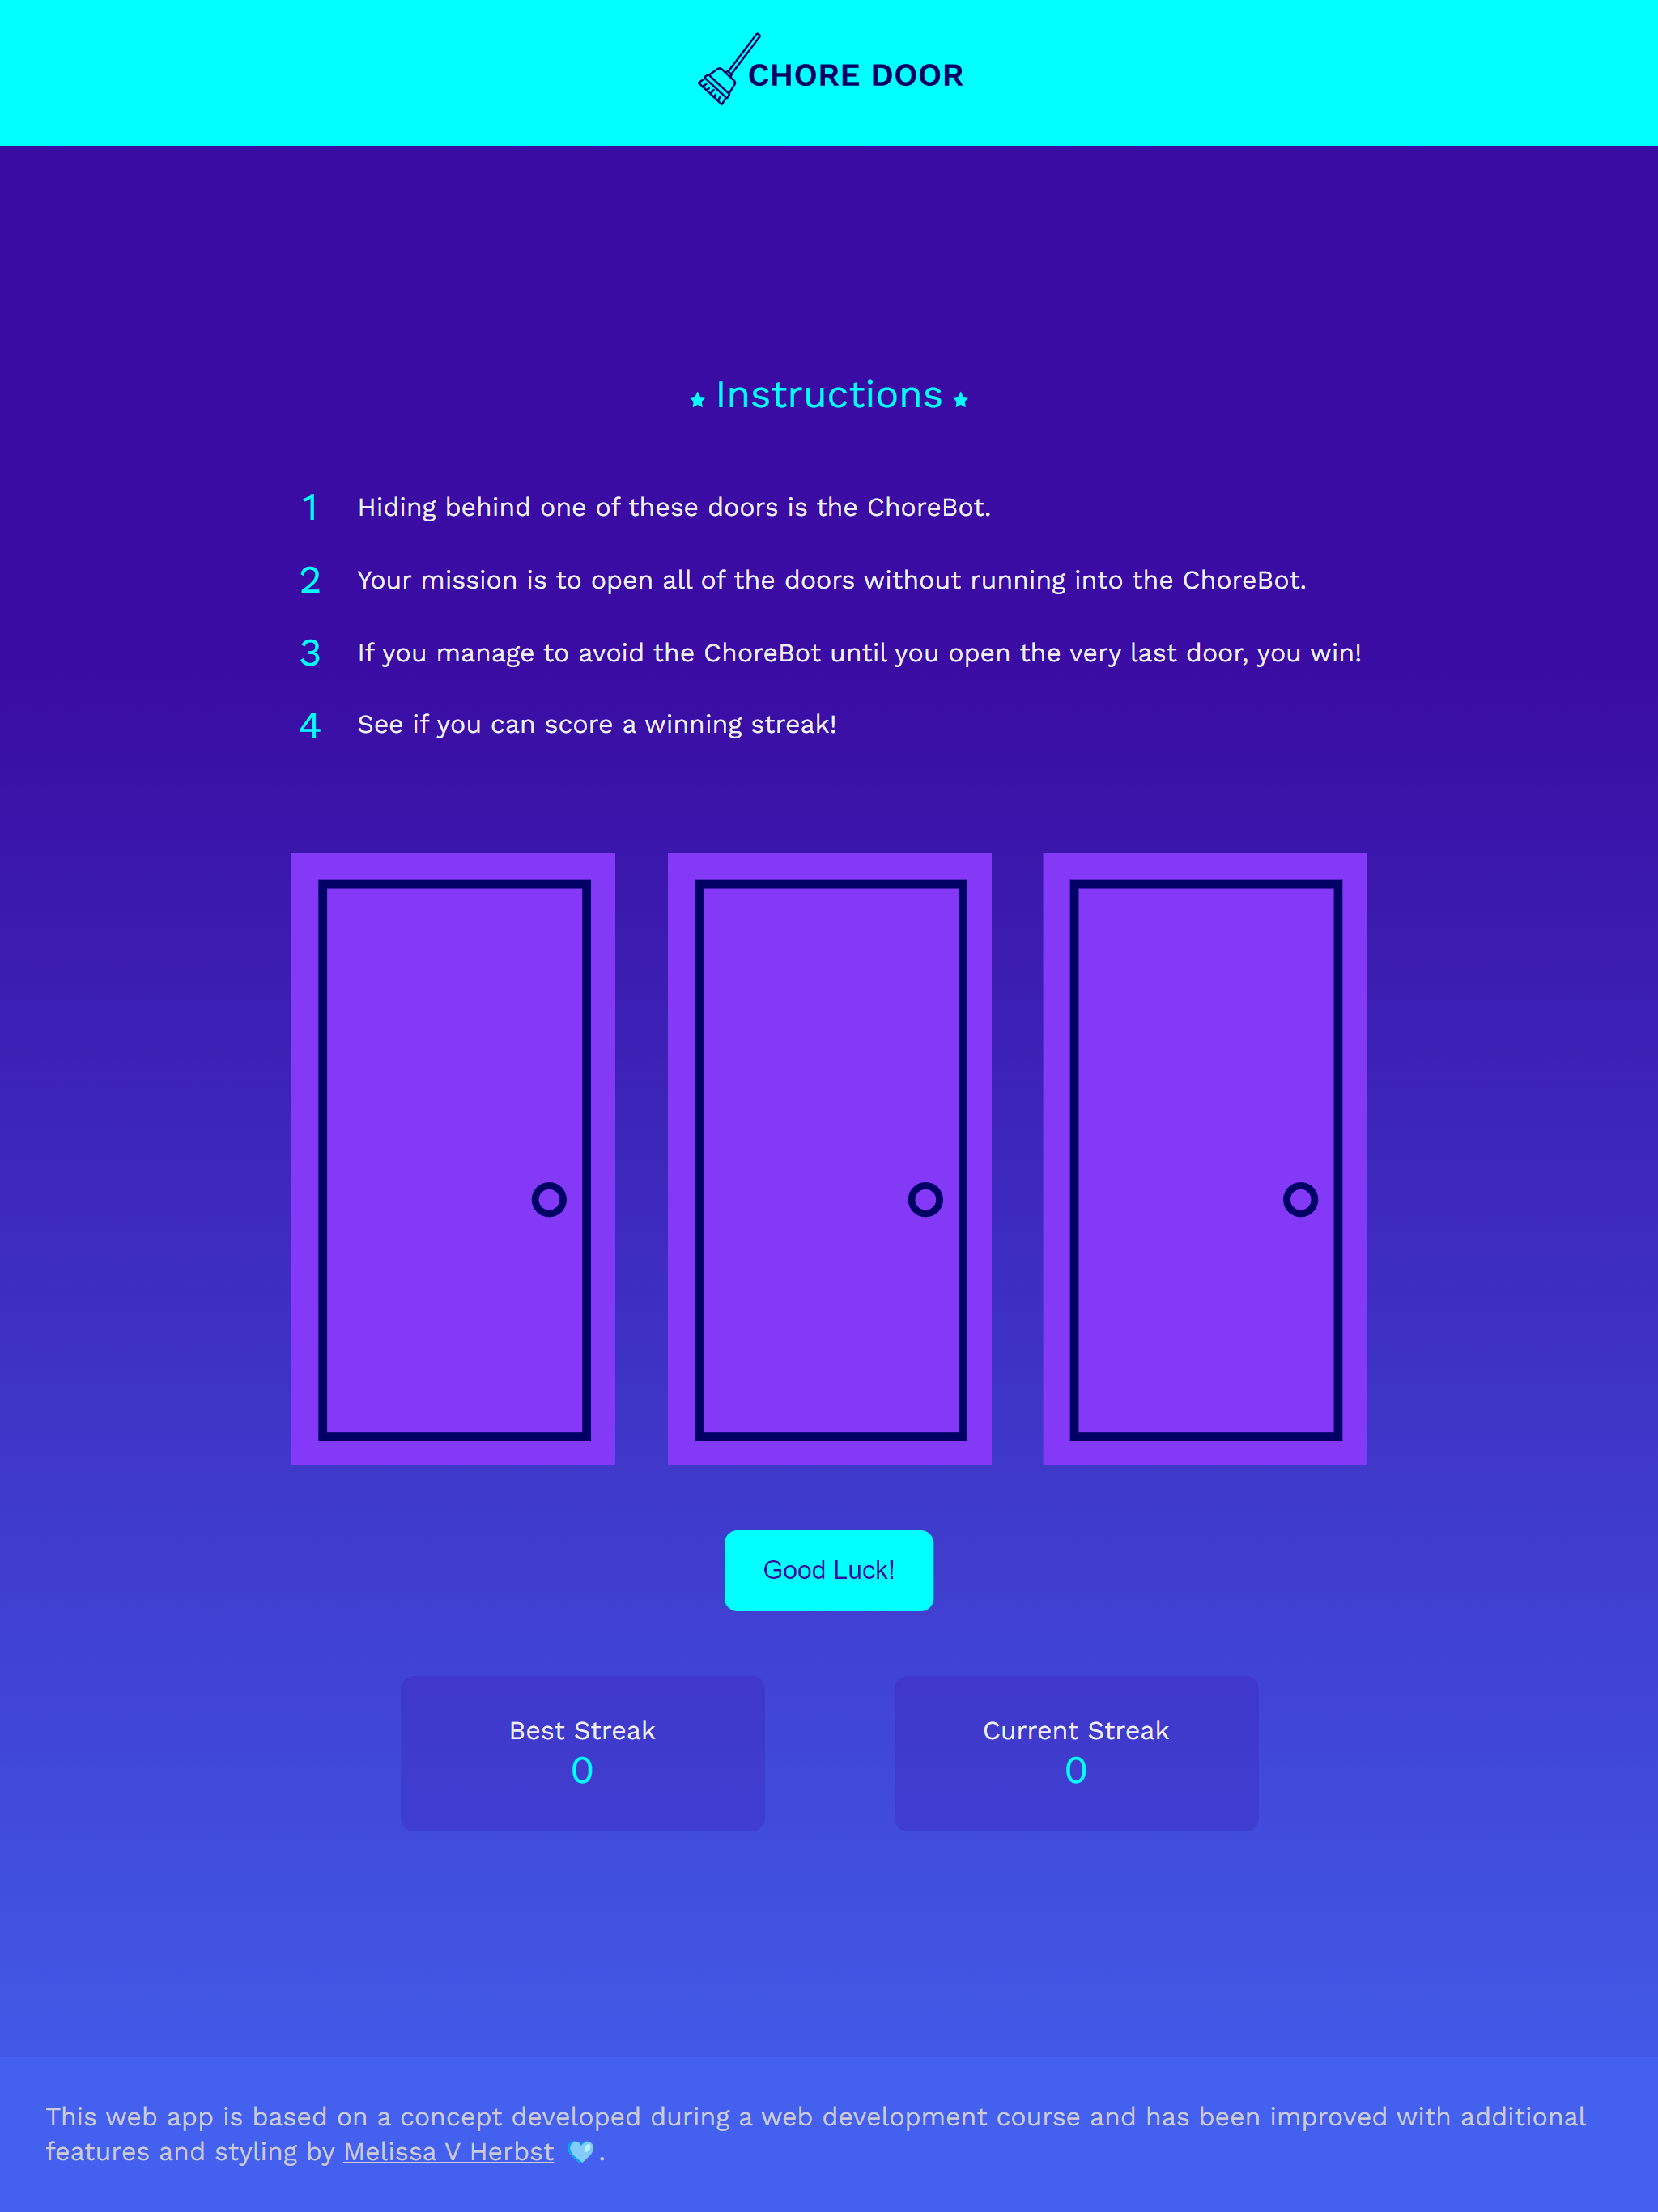 CHORE DOOR
Instructions
1 Hiding behind one of these doors is the ChoreBot.
2 Your mission is to open all of the doors without running into the ChoreBot.
3 If you manage to avoid the ChoreBot until you open the very last door, you win!
4 See if you can score a winning streak!
Good Luck!
Best Streak
0
Current Streak
0
This web app is based on a concept developed during a web development course and has been improved with additional
features and styling by Melissa V Herbst 🩵.